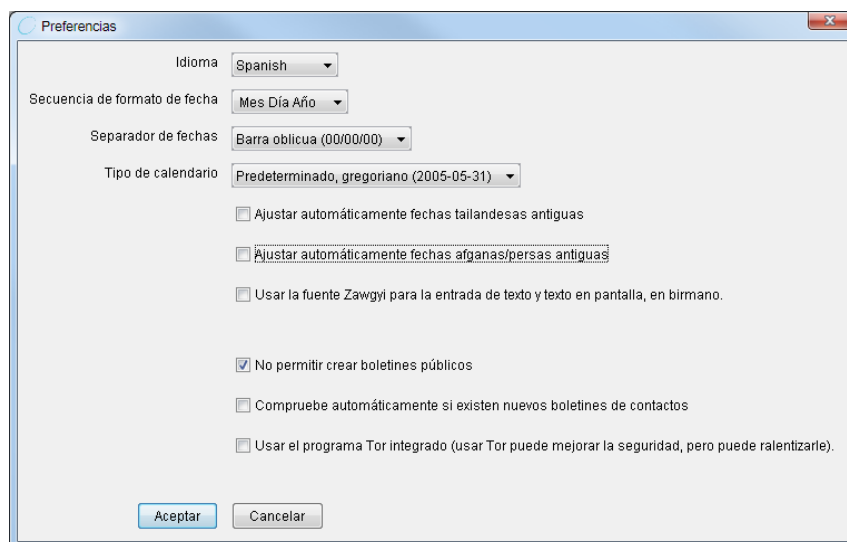 Preferencias
Idioma Spanish
Secuencia de formato de fecha Mes Día Año
Separador de fechas Barra oblicua (00/00/00)
Tipo de calendario Predeterminado, gregoriano (2005-05-31)
Ajustar automáticamente fechas tailandesas antiguas
Ajustar automáticamente fechas afganas/persas antiguas
Usar la fuente Zawgyi para la entrada de texto y texto en pantalla, en birmano.
No permitir crear boletines públicos
Compruebe automáticamente si existen nuevos boletines de contactos
Usar el programa Tor integrado (usar Tor puede mejorar la seguridad, pero puede ralentizarle).
Aceptar Cancelar